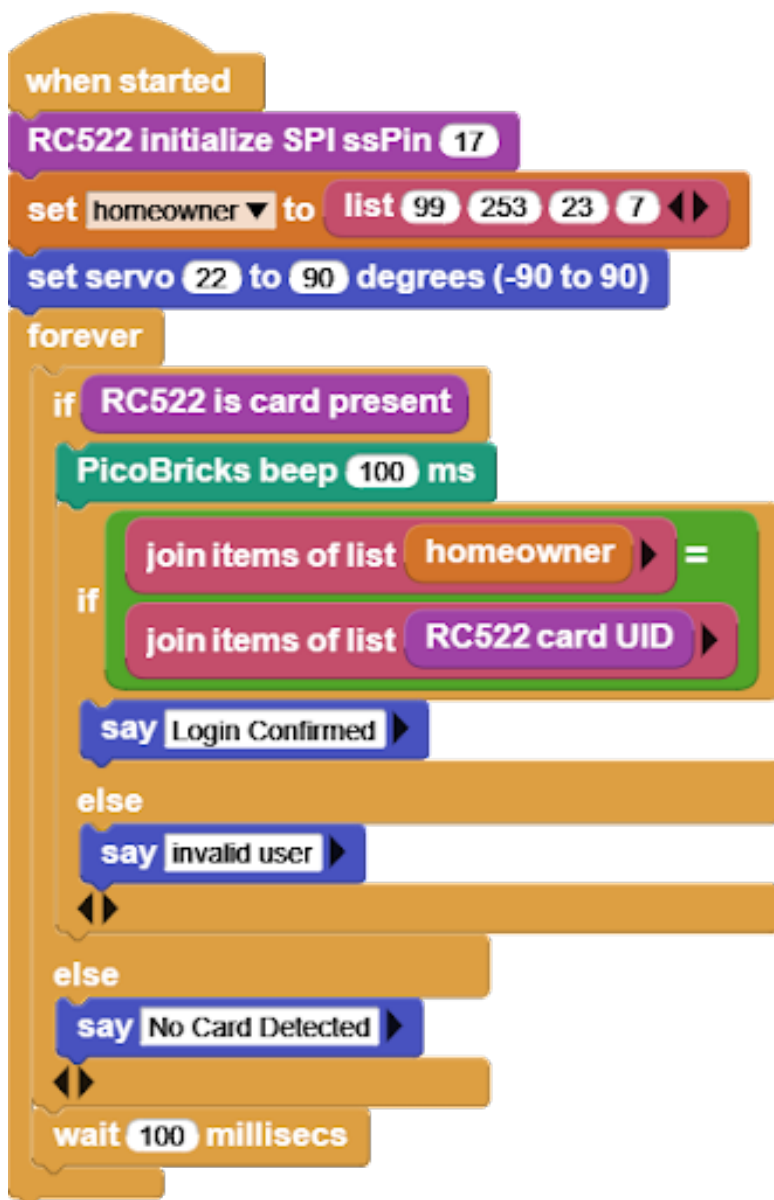 when started
RC522 initialize SPI ssPin 17
set homeowner to list 99 253 23 7
set servo 22 to 90 degrees (-90 to 90)
forever
if RC522 is card present
PicoBricks beep 100 ms
join items of list homeowner =
if
join items of list RC522 card UID
say Login Confirmed
else
say invalid user
else
say No Card Detected
wait 100 millisecs